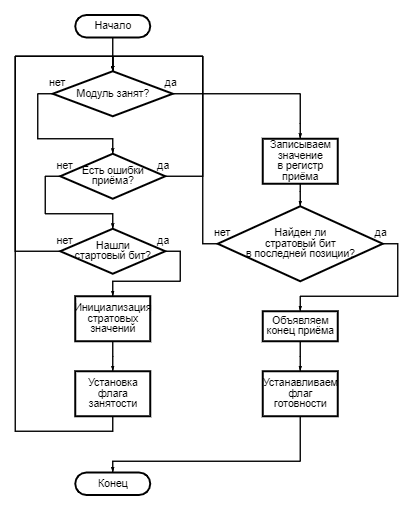 Начало
нет
да
Модуль занят?
нет
Есть ошибки
приёма?
да
нет
Нашли
стартовый бит?
да
Инициализация
стратовых
значений
Установка
флага
занятости
Записываем
значение
в регистр
приёма
нет
Найден ли
стратовый бит
в последней позиции?
да
Объявляем
конец приёма
Устанавливаем
флаг
готовности
Конец